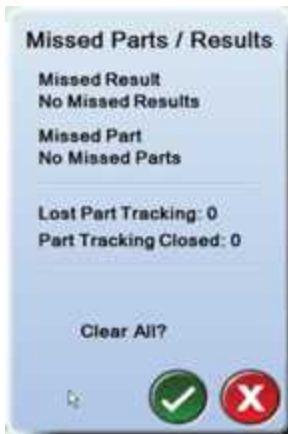 Missed Parts / Results
Missed Result
No Missed Results
Missed Part
No Missed Parts
Lost Part Tracking: 0
Part Tracking Closed: 0
Clear All?